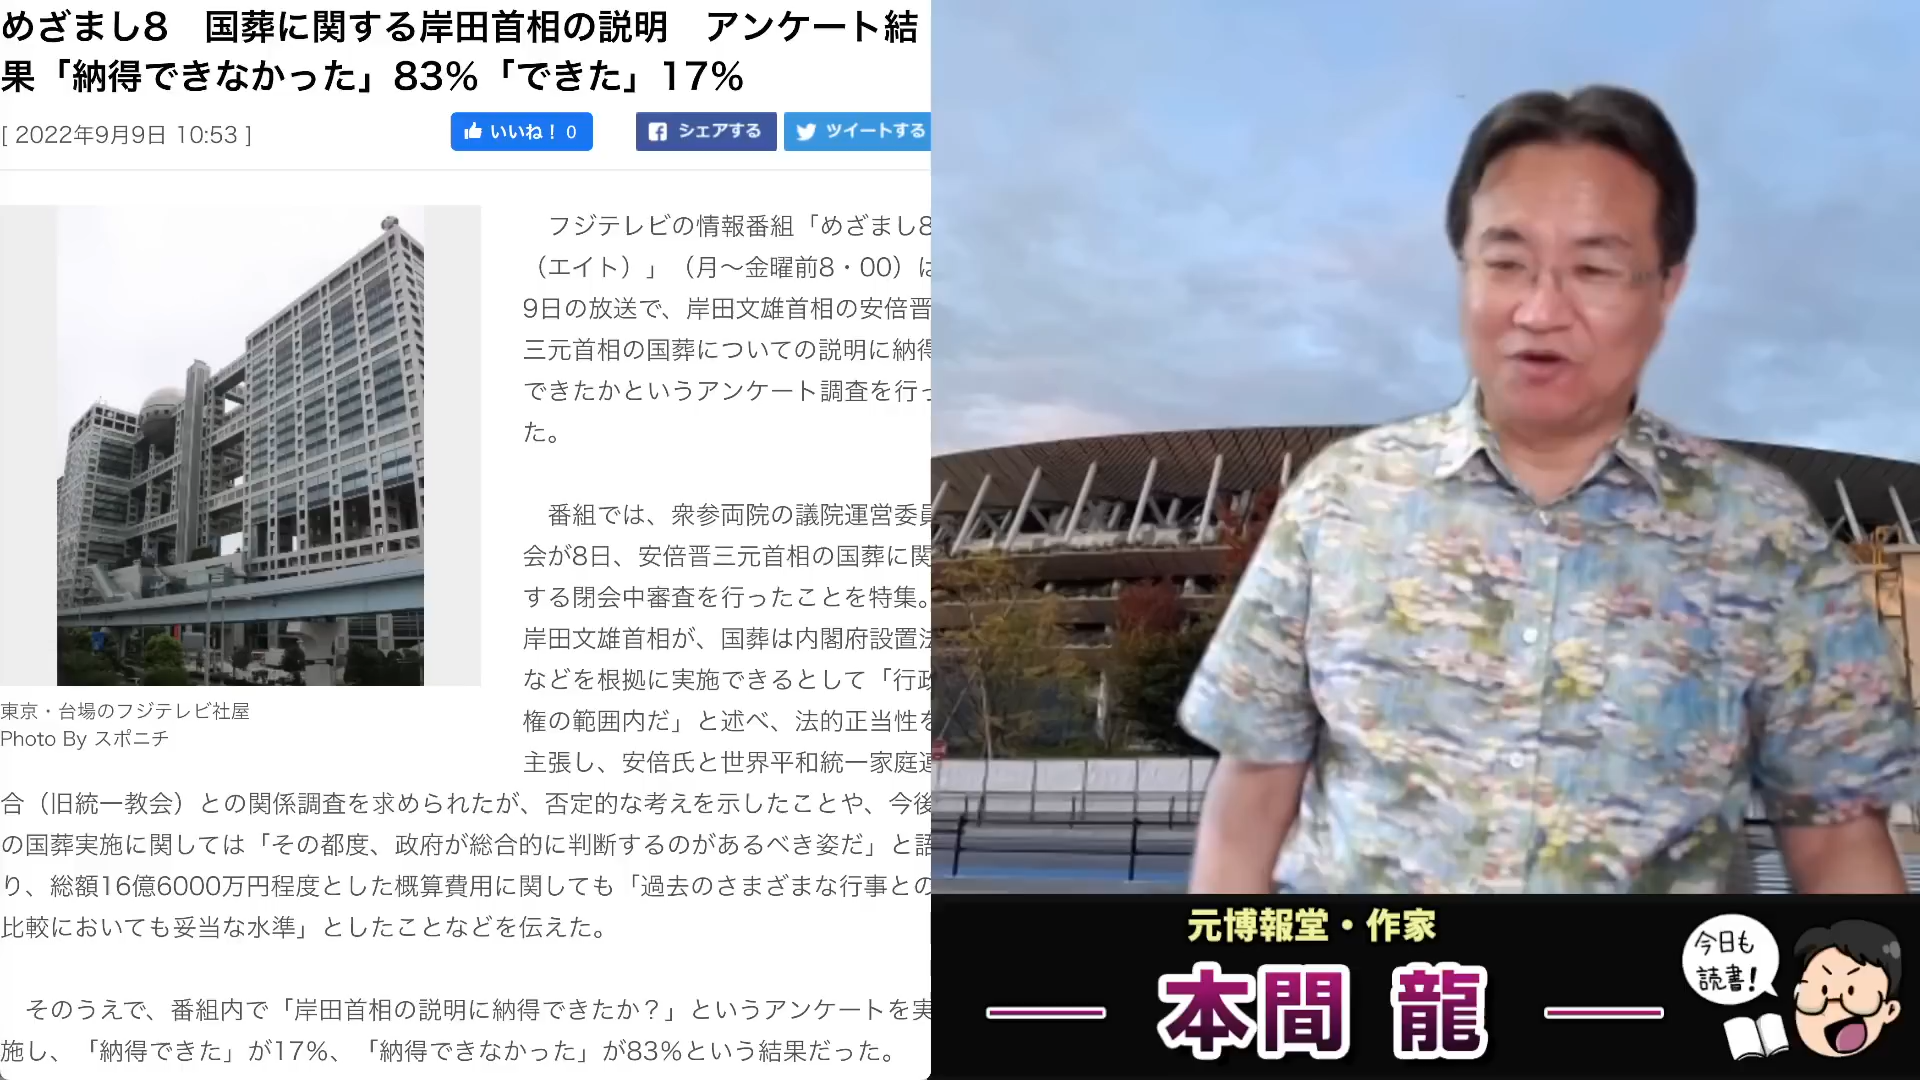 めざまし8　国葬に関する岸田首相の説明　アンケート結
果「納得できなかった」83%「できた」17%
[ 2022年9月9日 10:53 ]
いいね！ 0
シェアする
ツイートする
フジテレビの情報番組「めざまし8
（エイト）」（月〜金曜前8・00）は
9日の放送で、岸田文雄首相の安倍晋
三元首相の国葬についての説明に納得
できたかというアンケート調査を行っ
た。
番組では、衆参両院の議院運営委員
会が8日、安倍晋三元首相の国葬に関
する閉会中審査を行ったことを特集。
岸田文雄首相が、国葬は内閣府設置法
などを根拠に実施できるとして「行政
権の範囲内だ」と述べ、法的正当性を
主張し、安倍氏と世界平和統一家庭連
合（旧統一教会）との関係調査を求められたが、否定的な考えを示したことや、今後
の国葬実施に関しては「その都度、政府が総合的に判断するのがあるべき姿だ」と語
り、総額16億6000万円程度とした概算費用に関しても「過去のさまざまな行事との
比較においても妥当な水準」としたことなどを伝えた。
そのうえで、番組内で「岸田首相の説明に納得できたか？」というアンケートを実
施し、「納得できた」が17%、「納得できなかった」が83%という結果だった。
東京・台場のフジテレビ社屋
Photo By スポニチ
元博報堂・作家
本間 龍
今日も
読書!